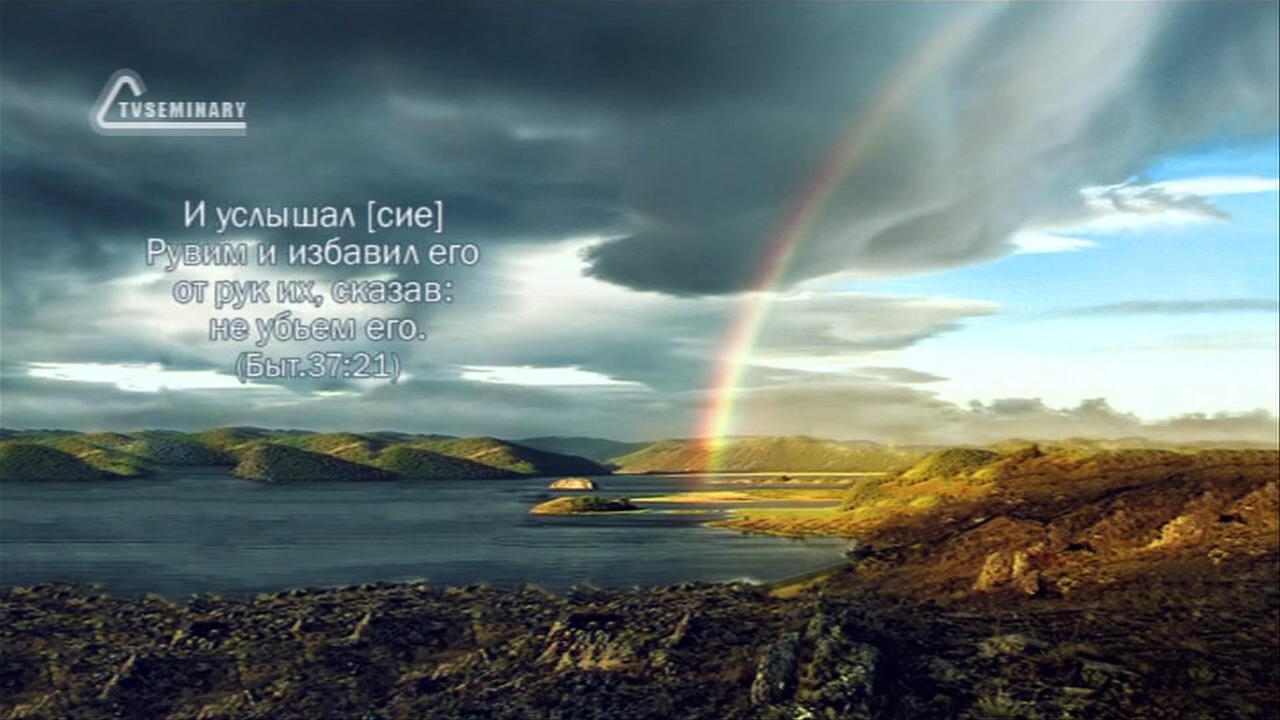 TVSEMINARY
И услышал [сие]
Рувим и избавил его
от рук их, сказав:
не убьем его.
(Быт.37:21)